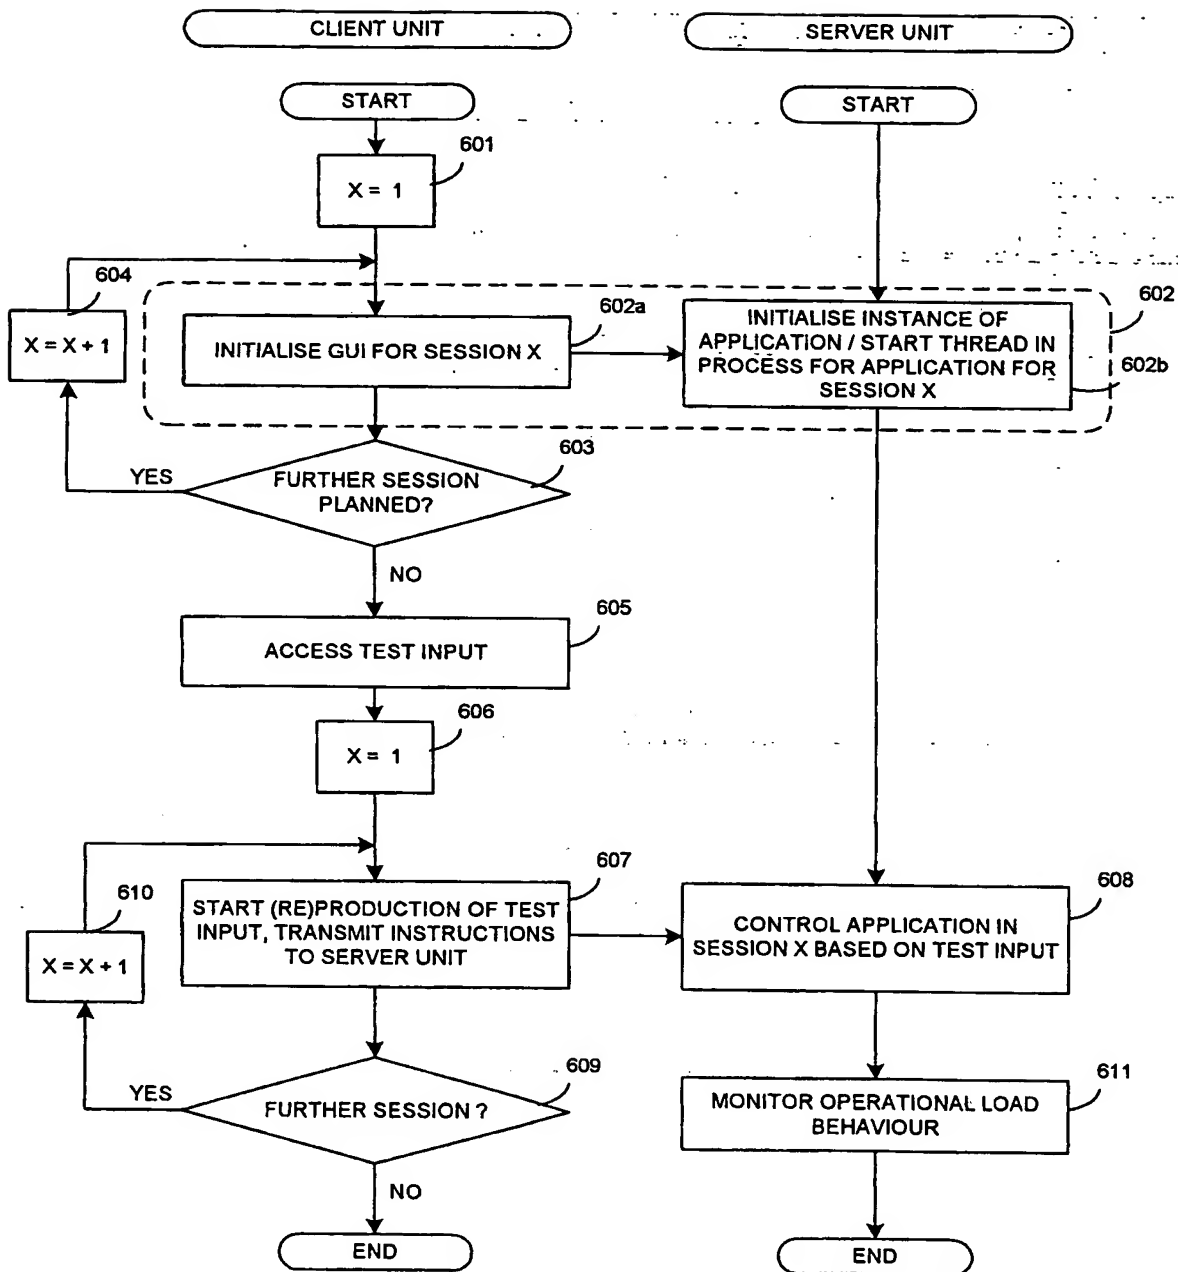 CLIENT UNIT
SERVER UNIT
START
START
601
X = 1
604
X = X + 1
602a
INITIALISE GUI FOR SESSION X
602
INITIALISE INSTANCE OF
APPLICATION / START THREAD IN
PROCESS FOR APPLICATION FOR
SESSION X
602b
YES
603
FURTHER SESSION
PLANNED?
NO
605
ACCESS TEST INPUT
606
X = 1
607
START (RE)PRODUCTION OF TEST
INPUT, TRANSMIT INSTRUCTIONS
TO SERVER UNIT
608
CONTROL APPLICATION IN
SESSION X BASED ON TEST INPUT
610
X = X + 1
YES
609
FURTHER SESSION ?
NO
611
MONITOR OPERATIONAL LOAD
BEHAVIOUR
END
END